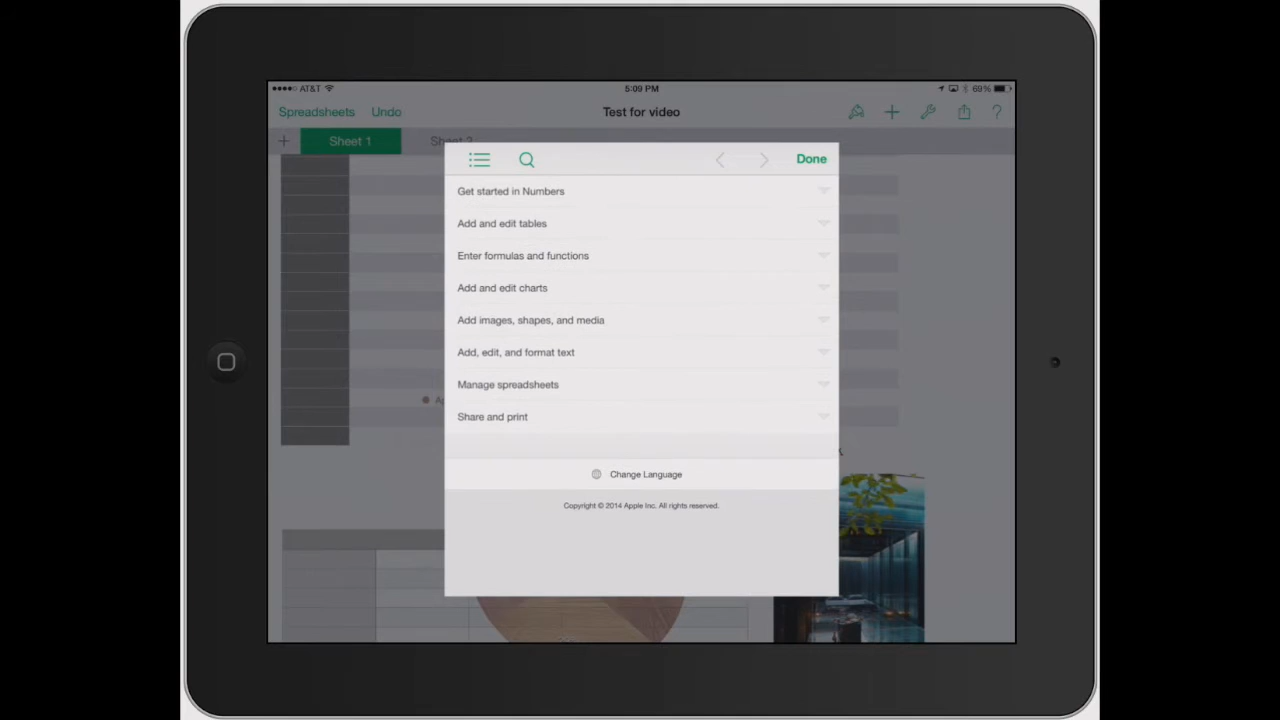 AT&T
5:09 PM
69%
Spreadsheets
Undo
Test for video
?
+
Sheet 1
Sheet 2
Done
Get started in Numbers
Add and edit tables
Enter formulas and functions
Add and edit charts
Add images, shapes, and media
Add, edit, and format text
Manage spreadsheets
Share and print
Change Language
Copyright © 2014 Apple Inc. All rights reserved.